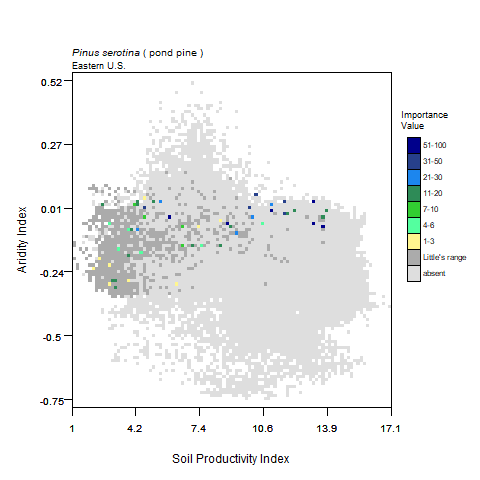 Pinus serotina ( pond pine )
Eastern U.S.
0.52
0.27
0.01
-0.24
-0.5
-0.75
Aridity Index
1 4.2 7.4 10.6 13.9 17.1
Soil Productivity Index
Importance
Value
51-100
31-50
21-30
11-20
7-10
4-6
1-3
Little's range
absent